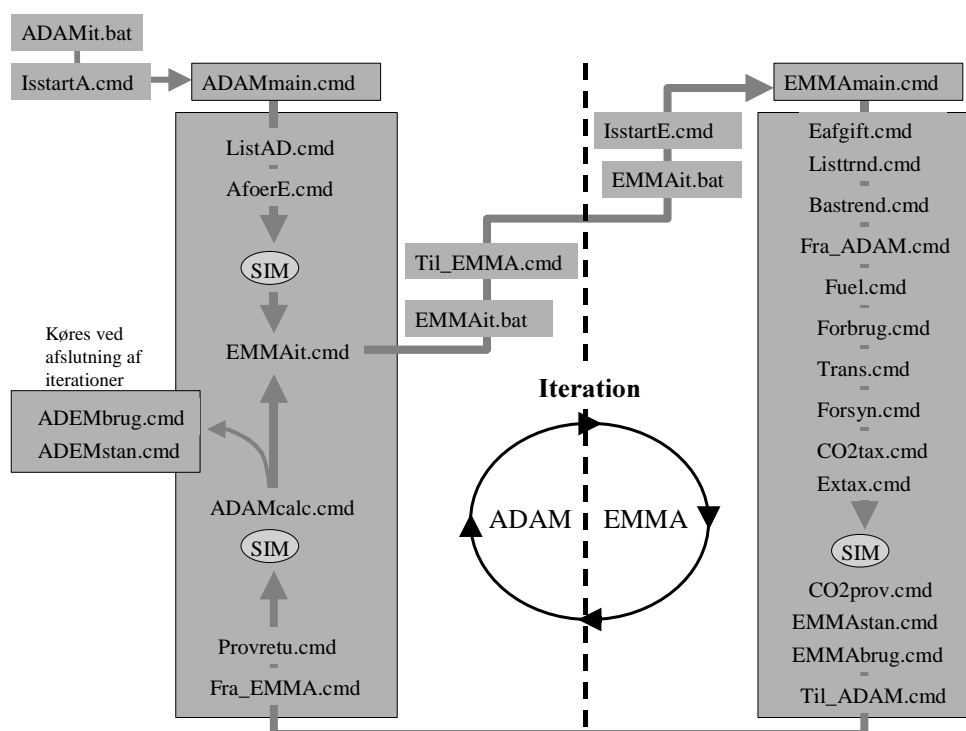 ADAMit.bat
IsstartA.cmd
ADAMmain.cmd
ListAD.cmd
AfoerE.cmd
SIM
EMMAit.cmd
Køres ved
afslutning af
iterationer
ADEMbrug.cmd
ADEMstan.cmd
ADAMcalc.cmd
SIM
Provretu.cmd
Fra_EMMA.cmd
Til_EMMA.cmd
EMMAit.bat
IsstartE.cmd
EMMAit.bat
Iteration
ADAM
EMMA
EMMAmain.cmd
Eafgift.cmd
Listtrnd.cmd
Bastrend.cmd
Fra_ADAM.cmd
Fuel.cmd
Forbrug.cmd
Trans.cmd
Forsyn.cmd
CO2tax.cmd
Extax.cmd
SIM
CO2prov.cmd
EMMAstan.cmd
EMMAbrug.cmd
Til_ADAM.cmd